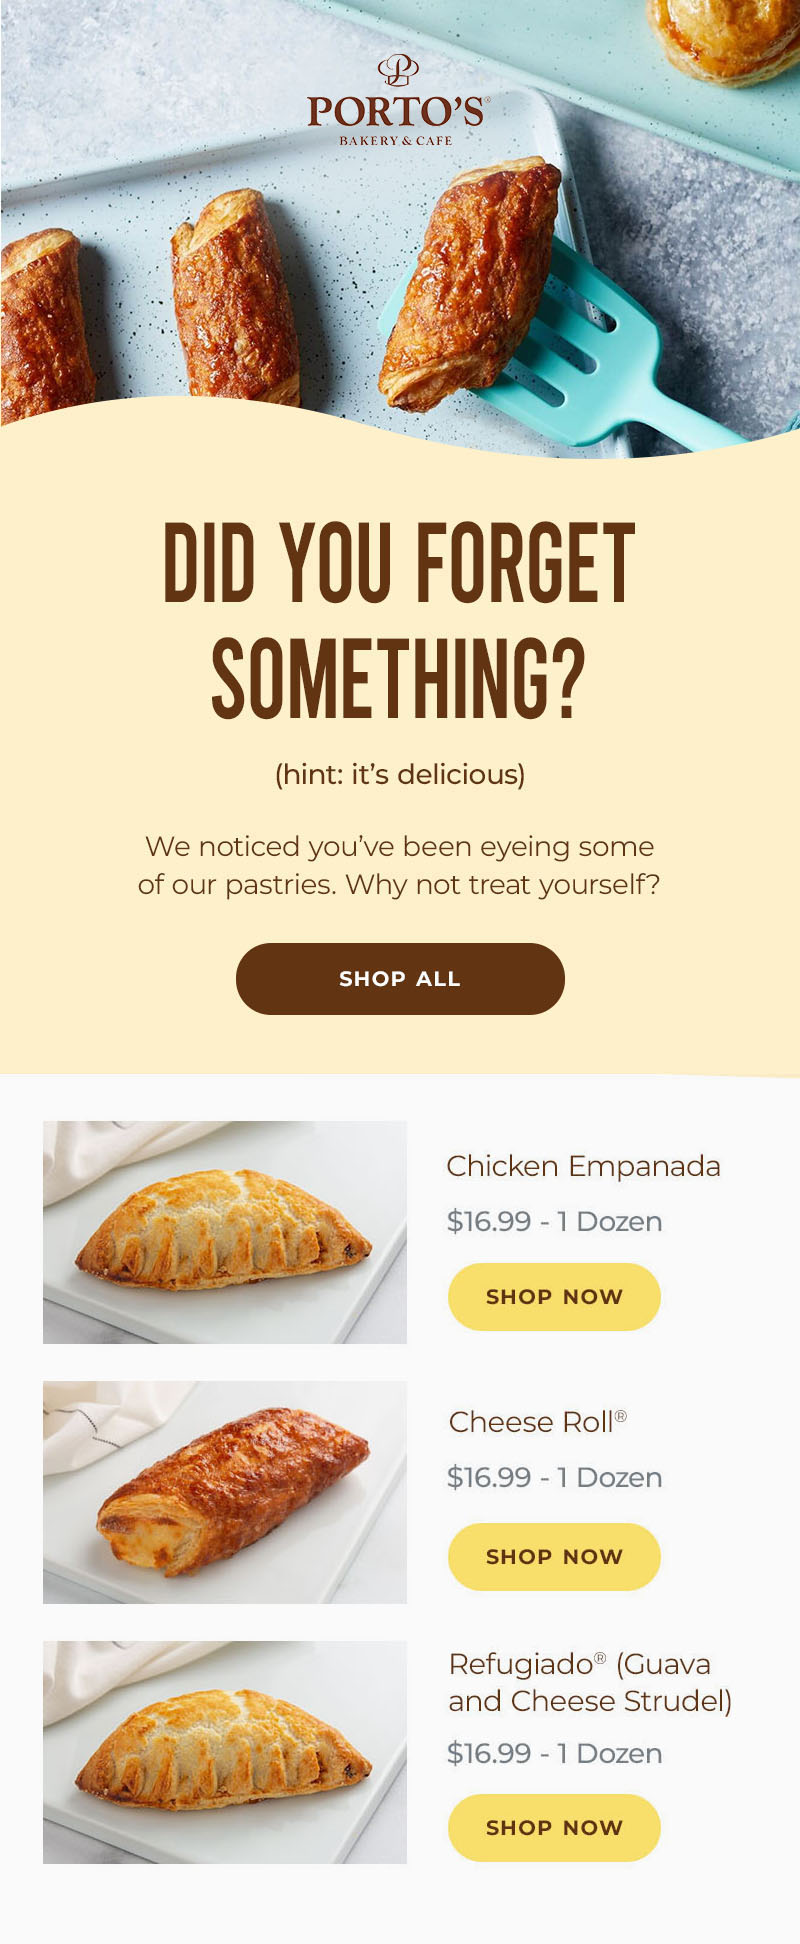 PORTO'S®
BAKERY & CAFE
DID YOU FORGET
SOMETHING?
(hint: it's delicious)
We noticed you've been eyeing some
of our pastries. Why not treat yourself?
SHOP ALL
Chicken Empanada
$16.99 - 1 Dozen
SHOP NOW
Cheese Roll®
$16.99 - 1 Dozen
SHOP NOW
Refugiado® (Guava
and Cheese Strudel)
$16.99 - 1 Dozen
SHOP NOW